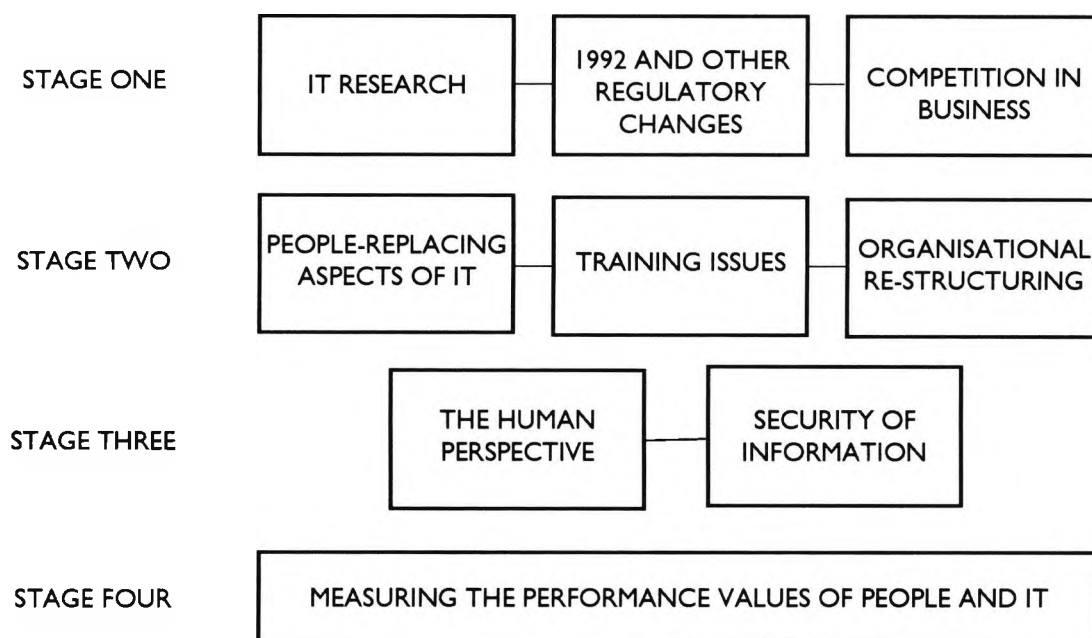 STAGE ONE
IT RESEARCH
1992 AND OTHER
REGULATORY
CHANGES
COMPETITION IN
BUSINESS
STAGE TWO
PEOPLE-REPLACING
ASPECTS OF IT
TRAINING ISSUES
ORGANISATIONAL
RE-STRUCTURING
STAGE THREE
THE HUMAN
PERSPECTIVE
SECURITY OF
INFORMATION
STAGE FOUR
MEASURING THE PERFORMANCE VALUES OF PEOPLE AND IT